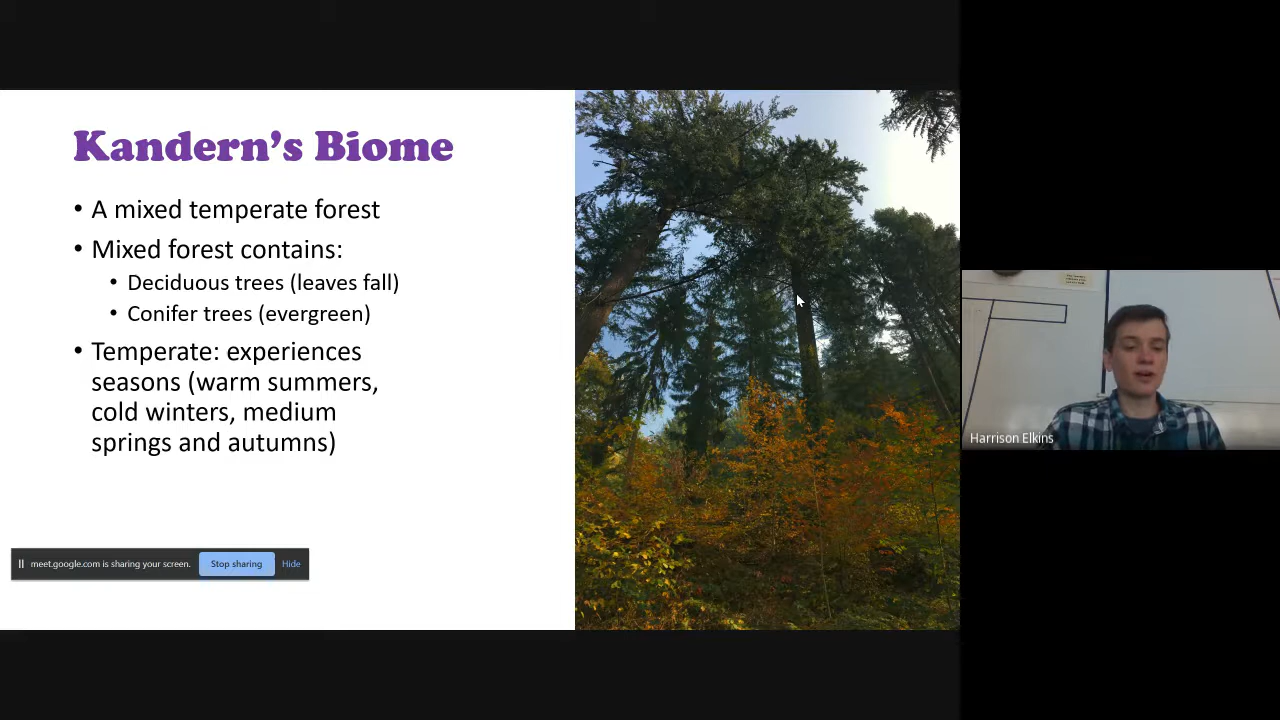 Kandern's Biome
• A mixed temperate forest
• Mixed forest contains:
• Deciduous trees (leaves fall)
• Conifer trees (evergreen)
• Temperate: experiences
seasons (warm summers,
cold winters, medium
springs and autumns)
meet.google.com is sharing your screen.
Stop sharing
Hide
Harrison Elkins